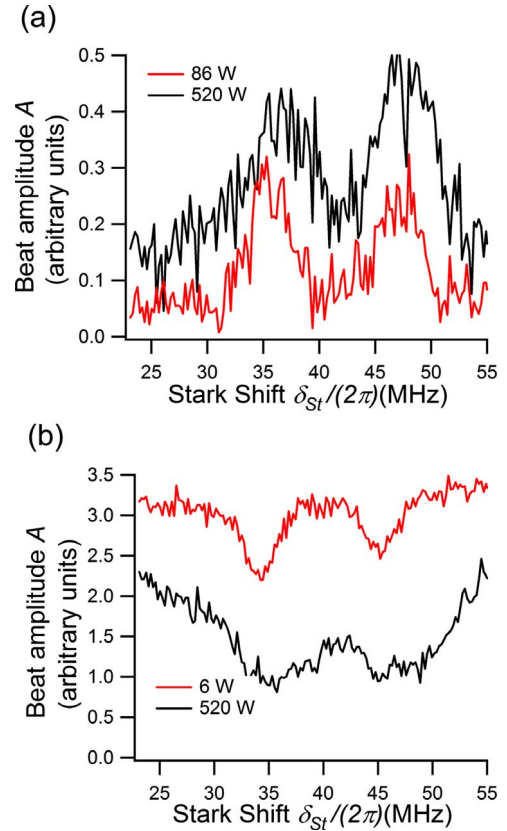 (a)
0.5
0.4
0.3
0.2
0.1
0.0
Beat amplitude A
(arbitrary units)
86 W
520 W
25 30 35 40 45 50 55
Stark Shift δSt/(2π)(MHz)
(b)
3.5
3.0
2.5
2.0
1.5
1.0
0.5
0.0
Beat amplitude A
(arbitrary units)
6 W
520 W
25 30 35 40 45 50 55
Stark Shift δSt/(2π)(MHz)